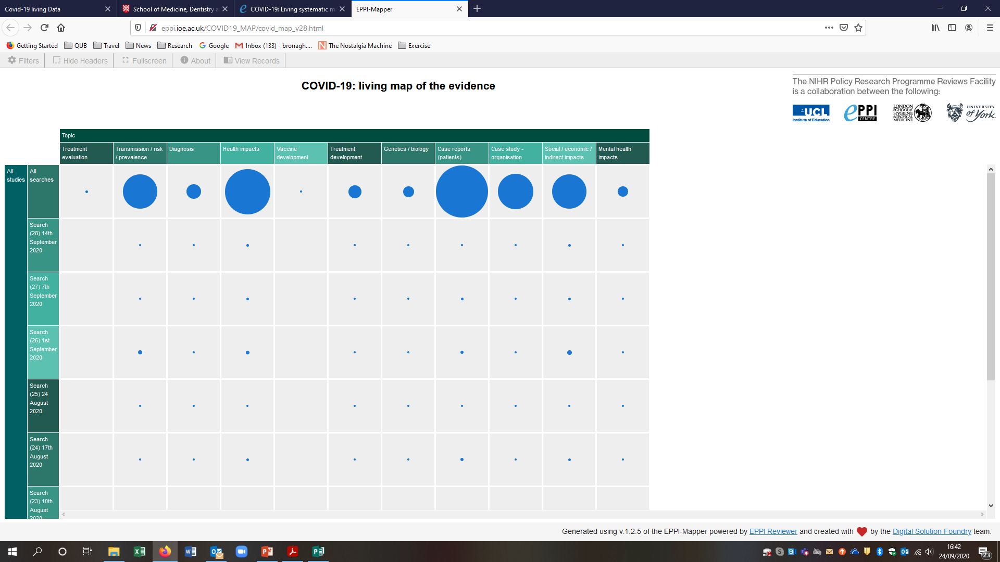 Covid-19 living Data
School of Medicine, Dentistry a
COVID-19: Living systematic m
EPPI-Mapper
eppi.ioe.ac.uk/COVID19_MAP/covid_map_v28.html
Getting Started
QUB
Travel
News
Research
Google
Inbox (133) - bronagh....
The Nostalgia Machine
Exercise
Filters
Hide Headers
Fullscreen
About
View Records
COVID-19: living map of the evidence
The NIHR Policy Research Programme Reviews Facility
is a collaboration between the following:
UCL
Institute of Education
ePPI
CENTRE
LONDON
SCHOOL of
HYGIENE
&TROPICAL
MEDICINE
UNIVERSITY
of York
Topic
Treatment
evaluation
Transmission / risk
/ prevalence
Diagnosis
Health impacts
Vaccine
development
Treatment
development
Genetics / biology
Case reports
(patients)
Case study -
organisation
Social / economic /
indirect impacts
Mental health
impacts
All
studies
All
searches
Search
(28) 14th
September
2020
Search
(27) 7th
September
2020
Search
(26) 1st
September
2020
Search
(25) 24
August
2020
Search
(24) 17th
August
2020
Search
(23) 10th
August
2020
Generated using v.1.2.5 of the EPPI-Mapper powered by EPPI Reviewer and created with by the Digital Solution Foundry team.
16:42
24/09/2020
23